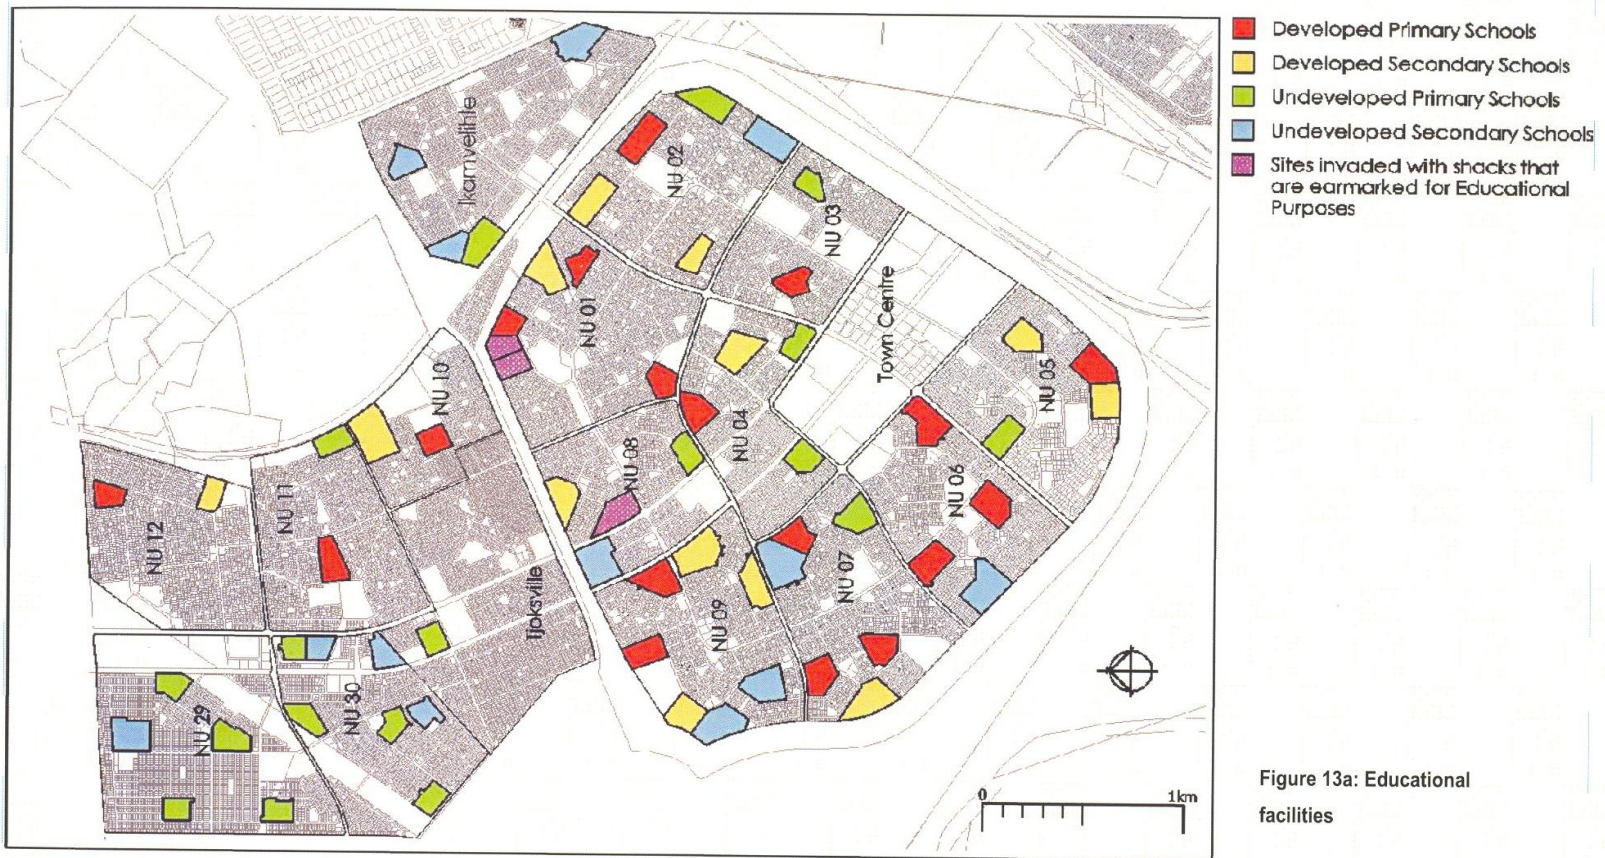 Developed Primary Schools
Developed Secondary Schools
Undeveloped Primary Schools
Undeveloped Secondary Schools
Sites invaded with shacks that
are earmarked for Educational
Purposes
Ikamvelihle
NU 02
NU 03
NU 01
Town Centre
NU 05
NU 10
NU 04
NU 08
NU 06
NU 11
NU 12
NU 07
Tjoksville
NU 09
NU 30
NU 29
0 1km
Figure 13a: Educational
facilities